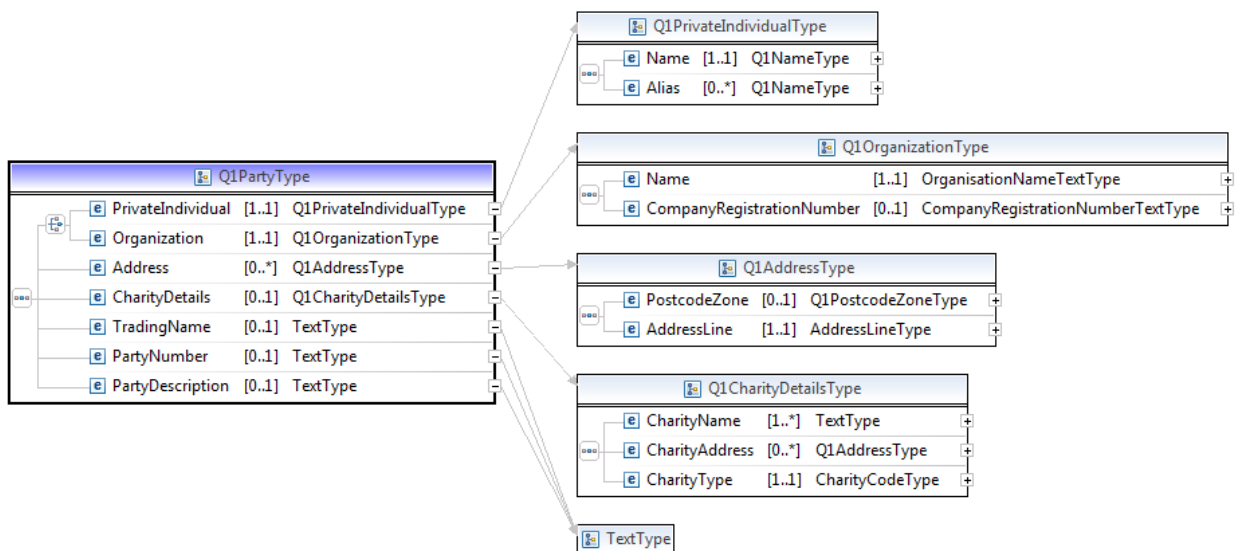 Q1PrivateIndividualType
Name [1..1] Q1NameType
Alias [0..*] Q1NameType
Q1OrganizationType
Name [1..1] OrganisationNameTextType
CompanyRegistrationNumber [0..1] CompanyRegistrationNumberTextType
Q1PartyType
PrivateIndividual [1..1] Q1PrivateIndividualType
Organization [1..1] Q1OrganizationType
Address [0..*] Q1AddressType
CharityDetails [0..1] Q1CharityDetailsType
TradingName [0..1] TextType
PartyNumber [0..1] TextType
PartyDescription [0..1] TextType
Q1AddressType
PostcodeZone [0..1] Q1PostcodeZoneType
AddressLine [1..1] AddressLineType
Q1CharityDetailsType
CharityName [1..*] TextType
CharityAddress [0..*] Q1AddressType
CharityType [1..1] CharityCodeType
TextType